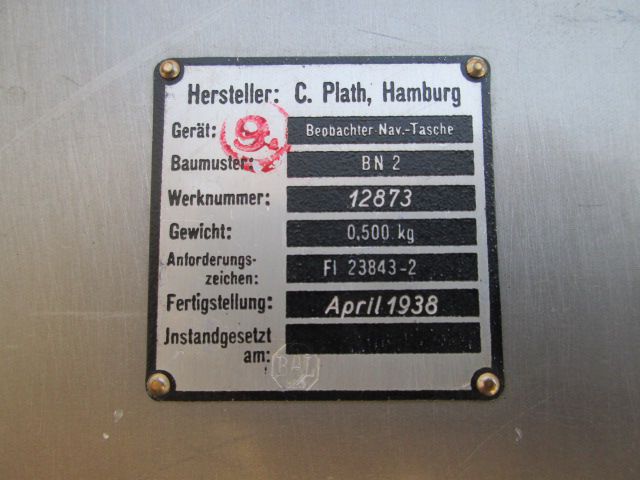 Hersteller: C. Plath, Hamburg
Gerät: Beobachter-Nav.-Tasche
Baumuster: BN 2
Werknummer: 12873
Gewicht: 0,500 kg
Anforderungs-
zeichen: Fl 23843-2
Fertigstellung: April 1938
Jnstandgesetzt
am:
BAL